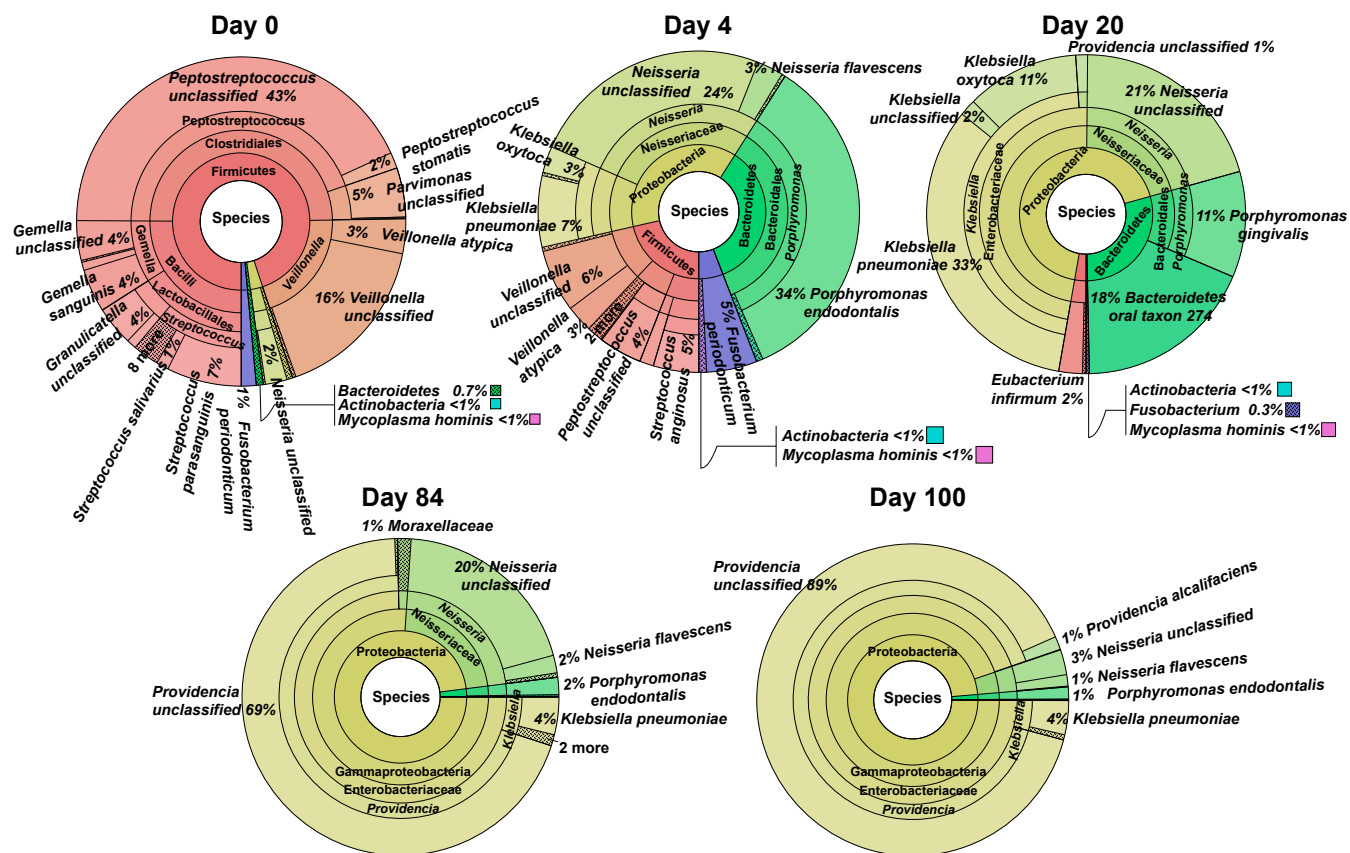 Day 0
Peptostreptococcus
unclassified 43%
Peptostreptococcus
Clostridiales
Firmicutes
Species
2%
Peptostreptococcus
stomatis
5%
Parvimonas
unclassified
3%
Veillonella atypica
Veillonella
16% Veillonella
unclassified
Gemella
unclassified 4%
Gemella
Bacilli
Gemella
sanguinis 4%
Lactobacillales
Granulicatella
unclassified
4%
Streptococcus
8 more
Streptococcus salivarius 1%
Streptococcus
parasanguinis
7%
1% Fusobacterium
periodonticum
2%
Neisseria unclassified
Bacteroidetes 0.7%
Actinobacteria <1%
Mycoplasma hominis <1%
Day 4
Neisseria
unclassified 24%
3% Neisseria flavescens
Neisseria
Neisseriaceae
Proteobacteria
Species
Klebsiella
oxytoca
3%
Klebsiella
pneumoniae 7%
Bacteroidetes
Bacteroidales
Porphyromonas
34% Porphyromonas
endodontalis
Firmicutes
Veillonella
unclassified
6%
Veillonella
atypica
3%
2 more
Peptostreptococcus
unclassified
4%
Streptococcus
anginosus
5%
5% Fusobacterium
periodonticum
Actinobacteria <1%
Mycoplasma hominis <1%
Day 20
Providencia unclassified 1%
Klebsiella
oxytoca 11%
Klebsiella
unclassified 2%
21% Neisseria
unclassified
Neisseria
Neisseriaceae
Proteobacteria
Enterobacteriaceae
Klebsiella
Species
Klebsiella
pneumoniae 33%
Bacteroidetes
Bacteroidales
Porphyromonas
11% Porphyromonas
gingivalis
18% Bacteroidetes
oral taxon 274
Eubacterium
infirmum 2%
Actinobacteria <1%
Fusobacterium 0.3%
Mycoplasma hominis <1%
Day 84
1% Moraxellaceae
20% Neisseria
unclassified
Neisseria
Neisseriaceae
Proteobacteria
Species
2% Neisseria flavescens
2% Porphyromonas
endodontalis
Providencia
unclassified 69%
Klebsiella
4%
Klebsiella pneumoniae
2 more
Gammaproteobacteria
Enterobacteriaceae
Providencia
Day 100
Providencia
unclassified 89%
Proteobacteria
Species
1% Providencia alcalifaciens
3% Neisseria unclassified
1% Neisseria flavescens
1% Porphyromonas endodontalis
Klebsiella
4%
Klebsiella pneumoniae
Gammaproteobacteria
Enterobacteriaceae
Providencia